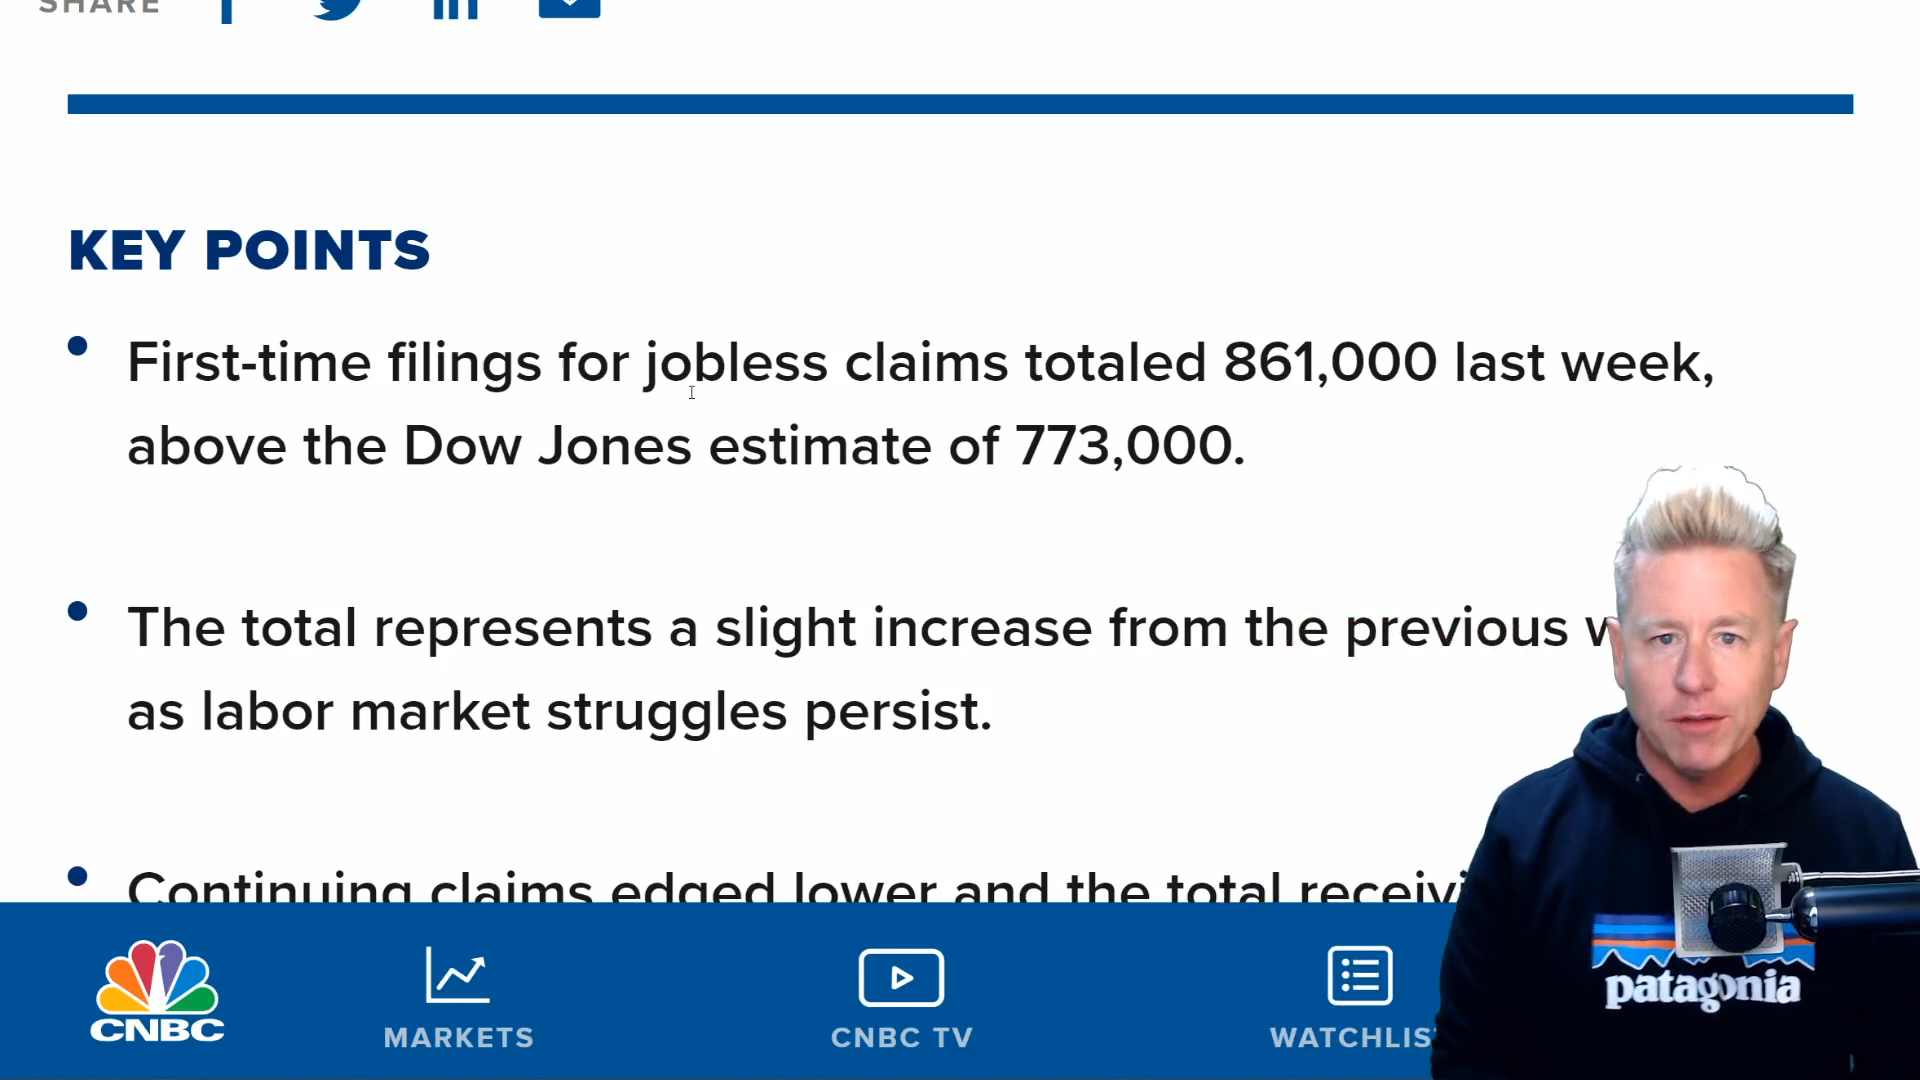 SHARE
KEY POINTS
First-time filings for jobless claims totaled 861,000 last week,
above the Dow Jones estimate of 773,000.
The total represents a slight increase from the previous
as labor market struggles persist.
Continuing claims edged lower and the total
CNBC
MARKETS
CNBC TV
WATCHLIS
patagonia